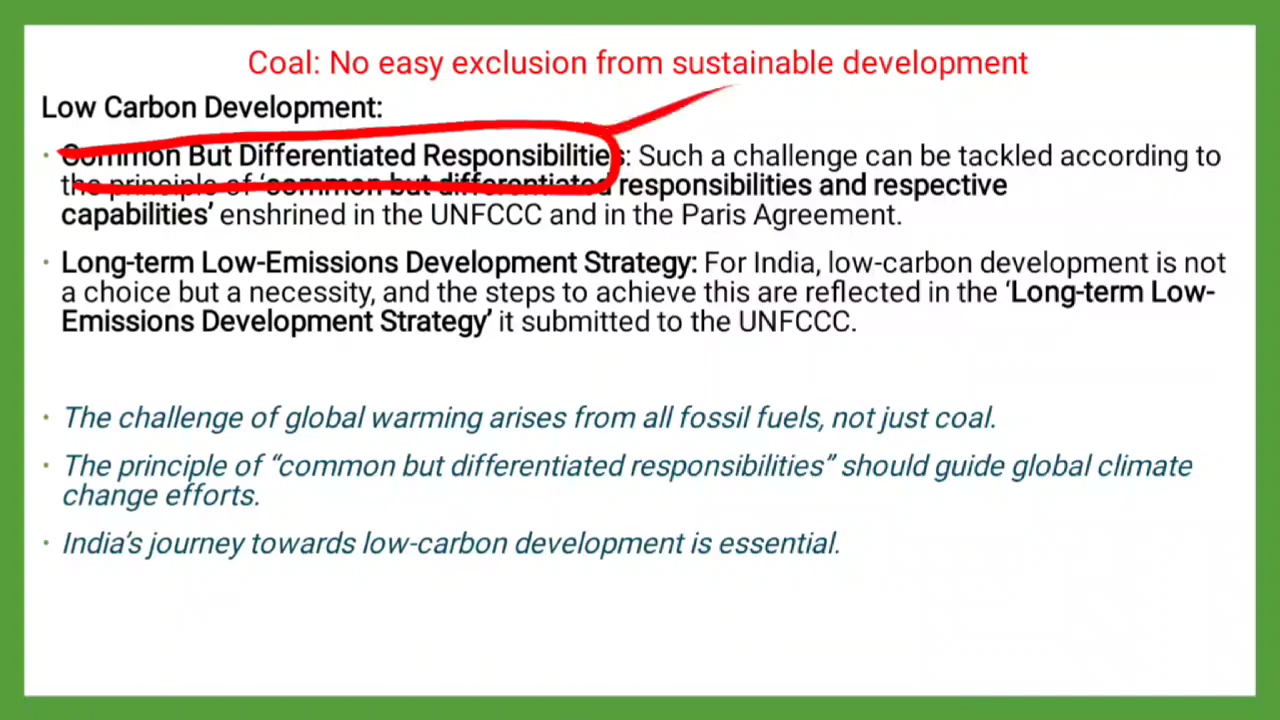 Coal: No easy exclusion from sustainable development
Low Carbon Development:
· Common But Differentiated Responsibilities: Such a challenge can be tackled according to
the principle of ‘common but differentiated responsibilities and respective
capabilities’ enshrined in the UNFCCC and in the Paris Agreement.
· Long-term Low-Emissions Development Strategy: For India, low-carbon development is not
a choice but a necessity, and the steps to achieve this are reflected in the ‘Long-term Low-
Emissions Development Strategy’ it submitted to the UNFCCC.
· The challenge of global warming arises from all fossil fuels, not just coal.
· The principle of “common but differentiated responsibilities” should guide global climate
change efforts.
· India’s journey towards low-carbon development is essential.